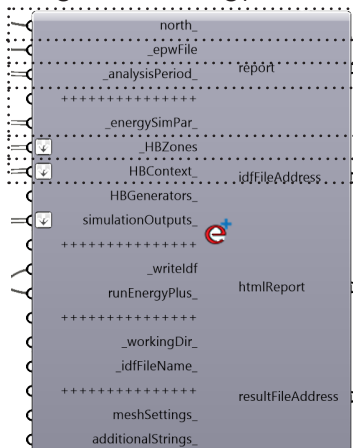 north_
_epwFile
_analysisPeriod_
report
+++++++++++++++
_energySimPar_
_HBZones
HBContext_
idfFileAddress
HBGenerators_
simulationOutputs_
+++++++++++++++
_writeIdf
runEnergyPlus_
htmlReport
+++++++++++++++
_workingDir_
_idfFileName_
+++++++++++++++
resultFileAddress
meshSettings_
additionalStrings_